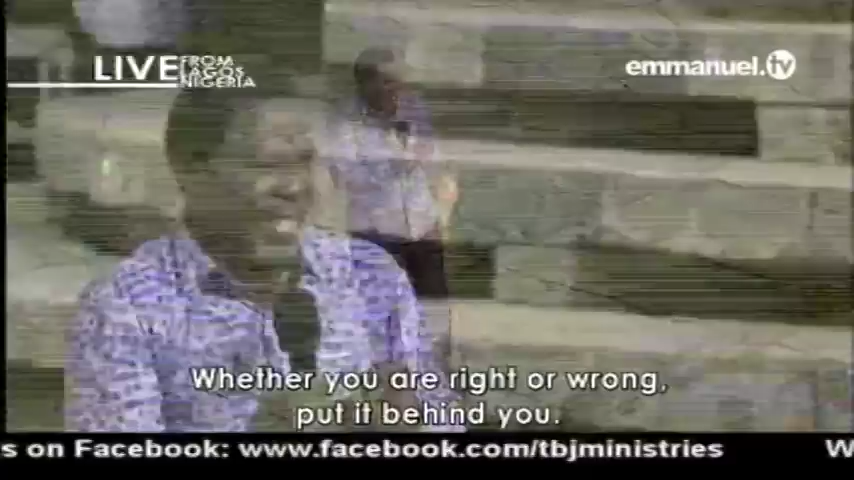 LIVE FROM
LAGOS
NIGERIA
emmanuel.tv
Whether you are right or wrong,
put it behind you.
s on Facebook: www.facebook.com/tbjministries W